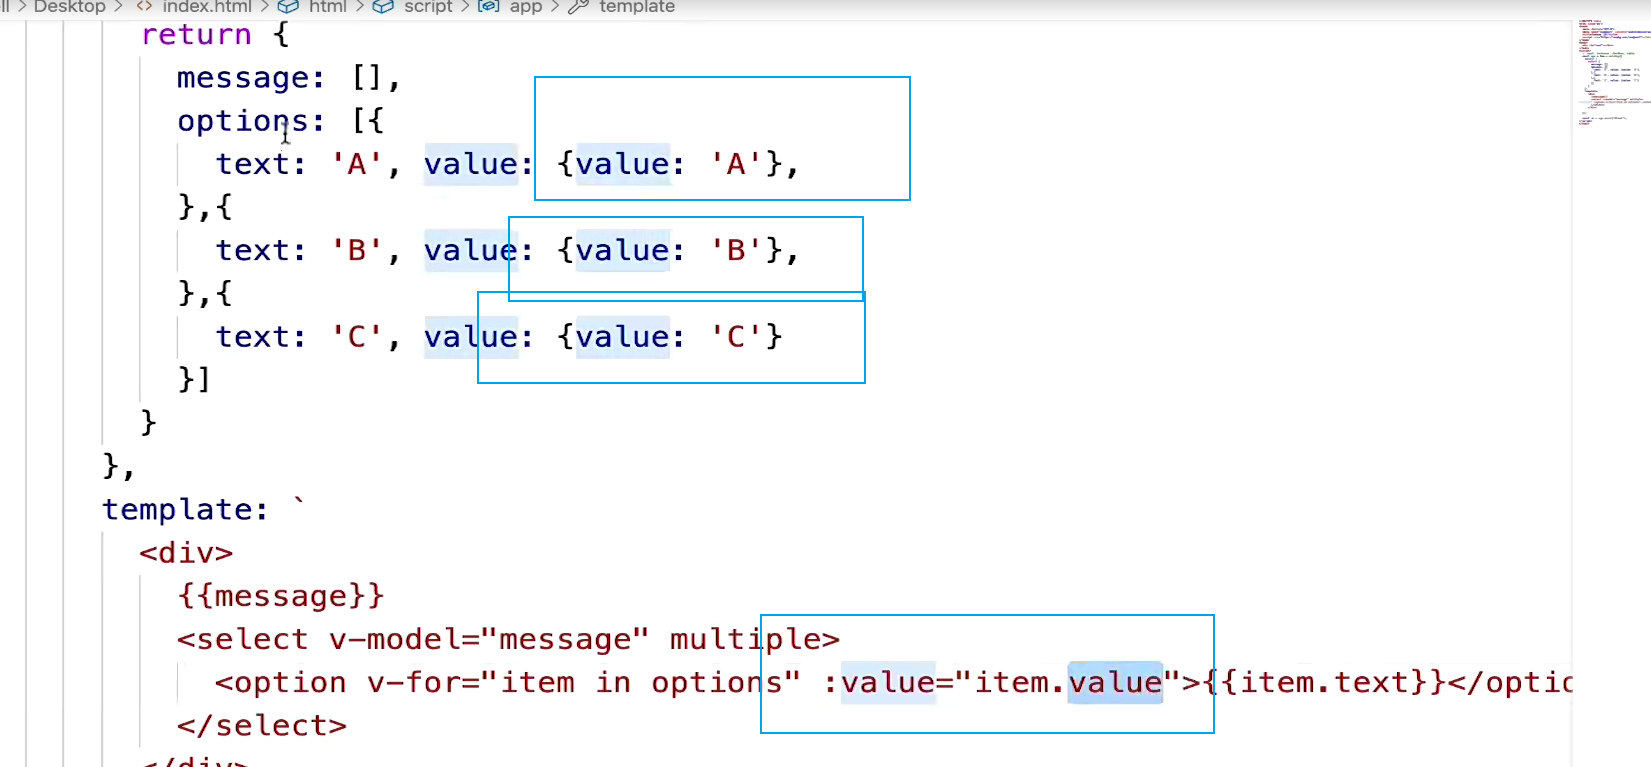 ll > Desktop > <> index.html > html > script > app > template
return {
message: [],
options: [{
text: 'A', value: {value: 'A'},
},{
text: 'B', value: {value: 'B'},
},{
text: 'C', value: {value: 'C'}
}]
}
},
template: `
<div>
{{message}}
<select v-model="message" multiple>
<option v-for="item in options" :value="item.value">{{item.text}}</optio
</select>
</div>